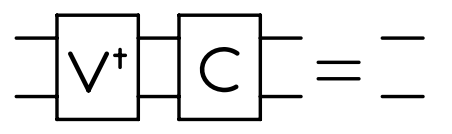 V† C =